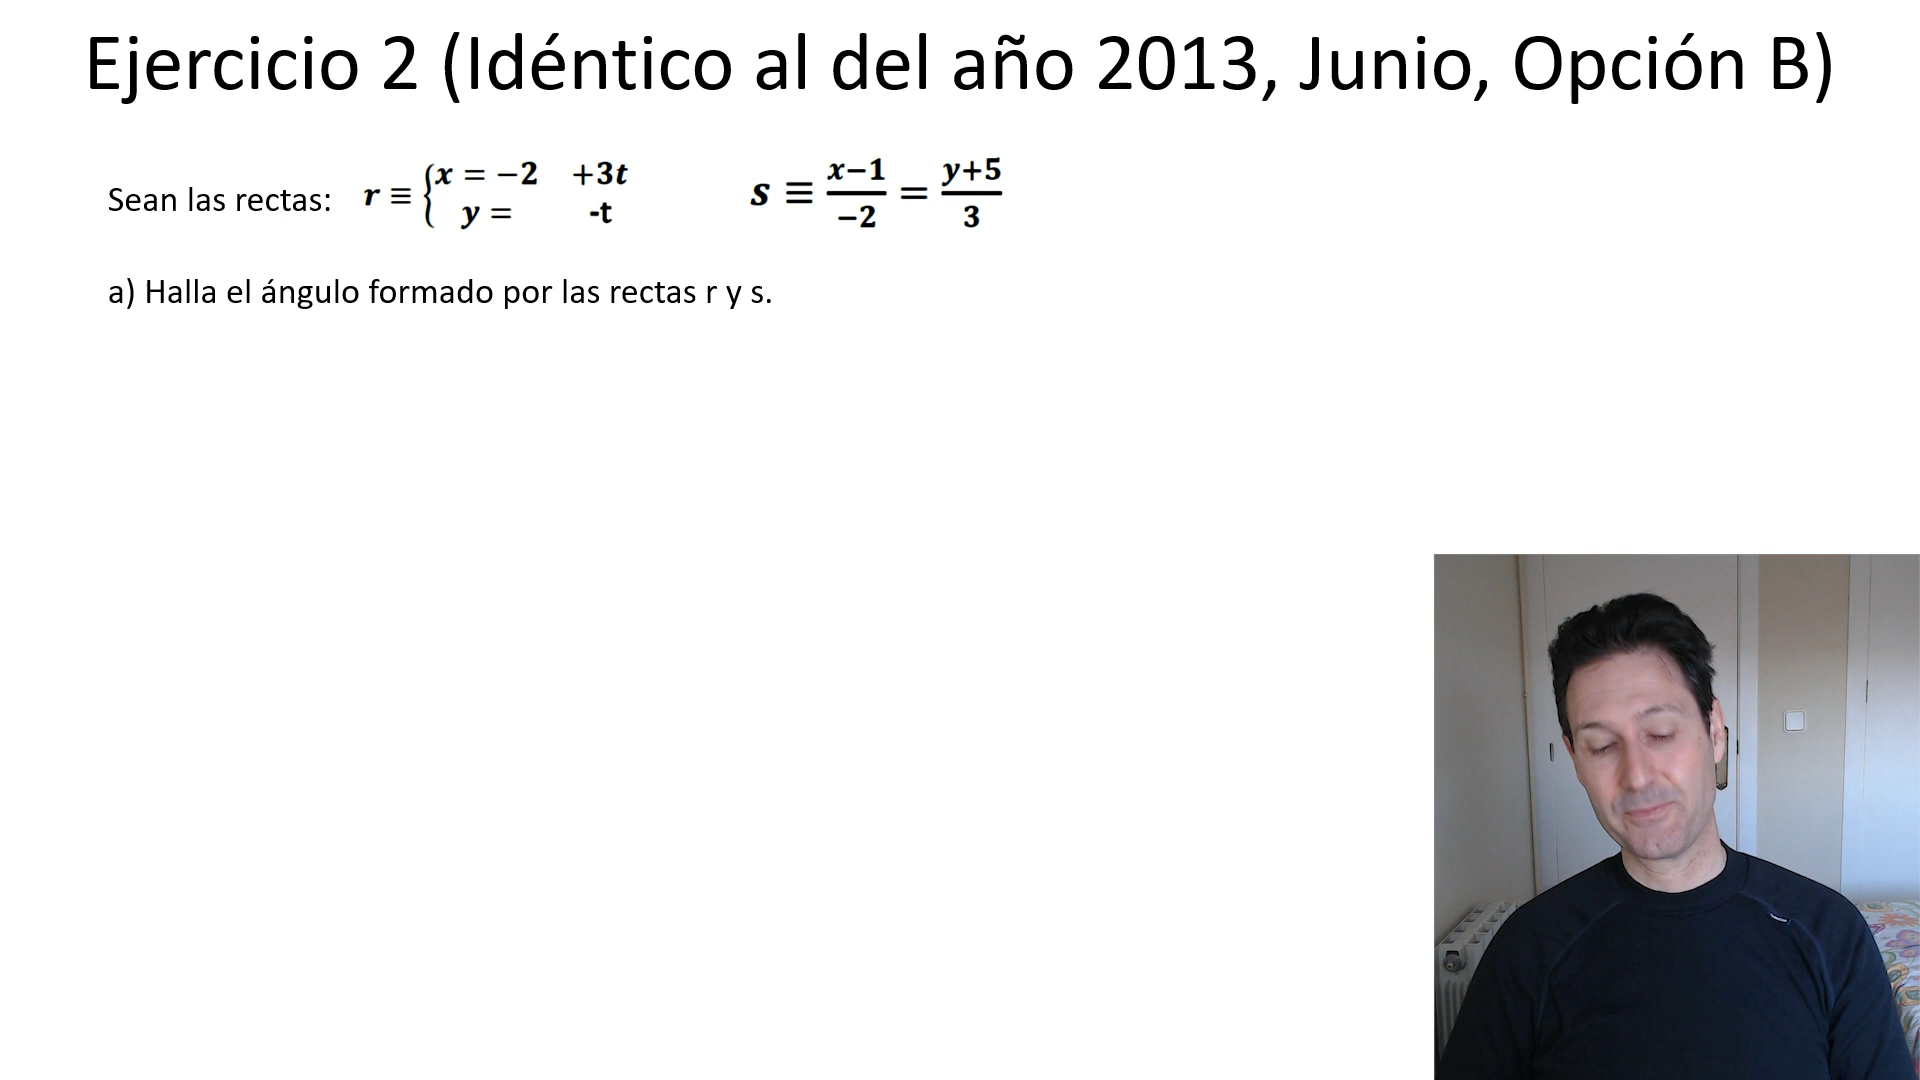 Ejercicio 2 (Idéntico al del año 2013, Junio, Opción B)
Sean las rectas: r ≡ {x = −2 +3t
y = -t
s ≡ x−1/−2 = y+5/3
a) Halla el ángulo formado por las rectas r y s.